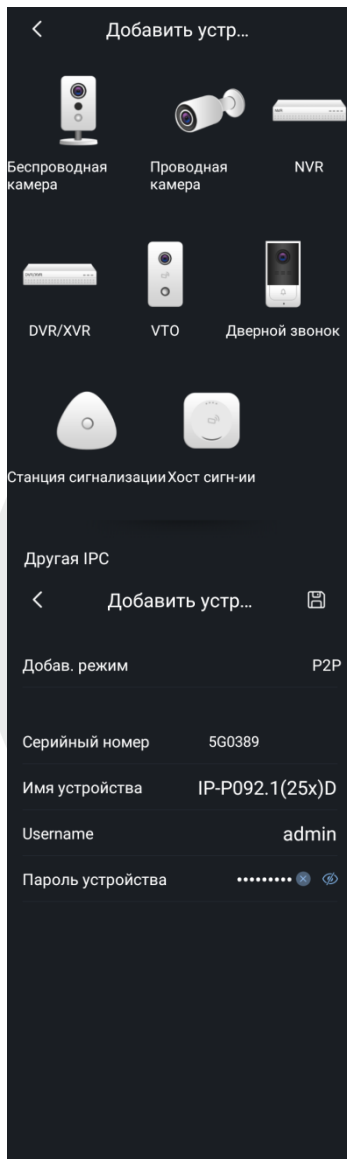 Добавить устр...
Беспроводная
камера
Проводная
камера
NVR
DVR/XVR
VTO
Дверной звонок
Станция сигнализации
Хост сигн-ии
Другая IPC
Добавить устр...
Добав. режим P2P
Серийный номер 5G0389
Имя устройства IP-P092.1(25x)D
Username admin
Пароль устройства •••••••••